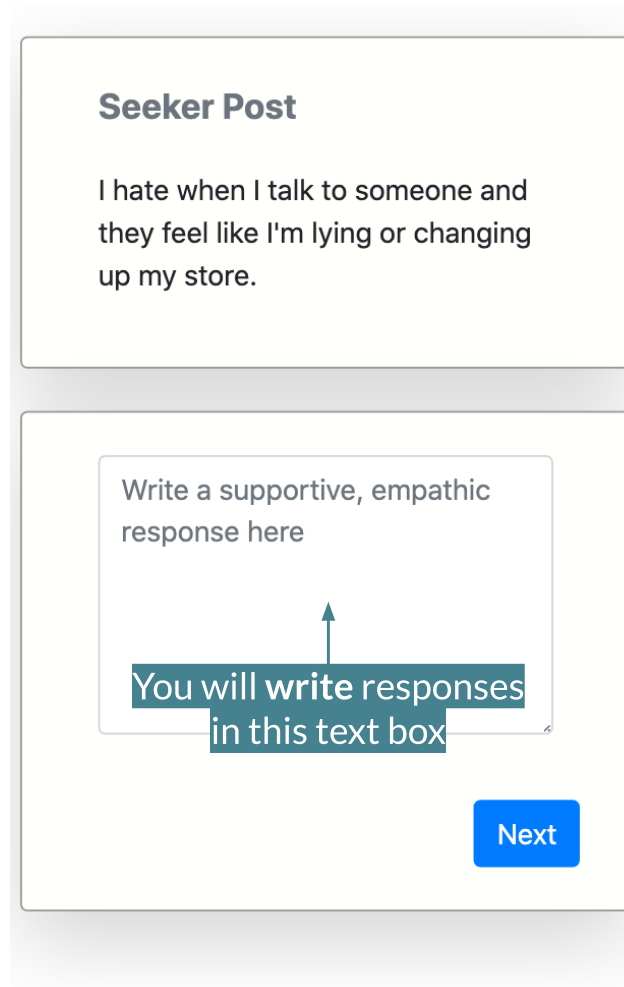 Seeker Post
I hate when I talk to someone and
they feel like I'm lying or changing
up my store.
Write a supportive, empathic
response here
You will write responses
in this text box
Next